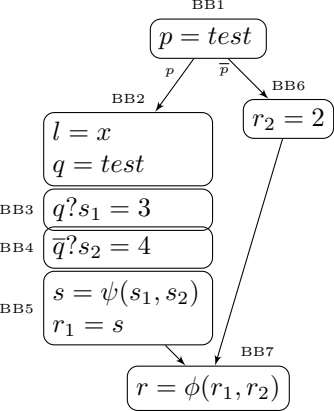 BB1
p = test
p
p̅
BB2
BB6
l = x
q = test
r₂ = 2
BB3 q?s₁ = 3
BB4 q̅?s₂ = 4
BB5
s = ψ(s₁, s₂)
r₁ = s
BB7
r = ϕ(r₁, r₂)